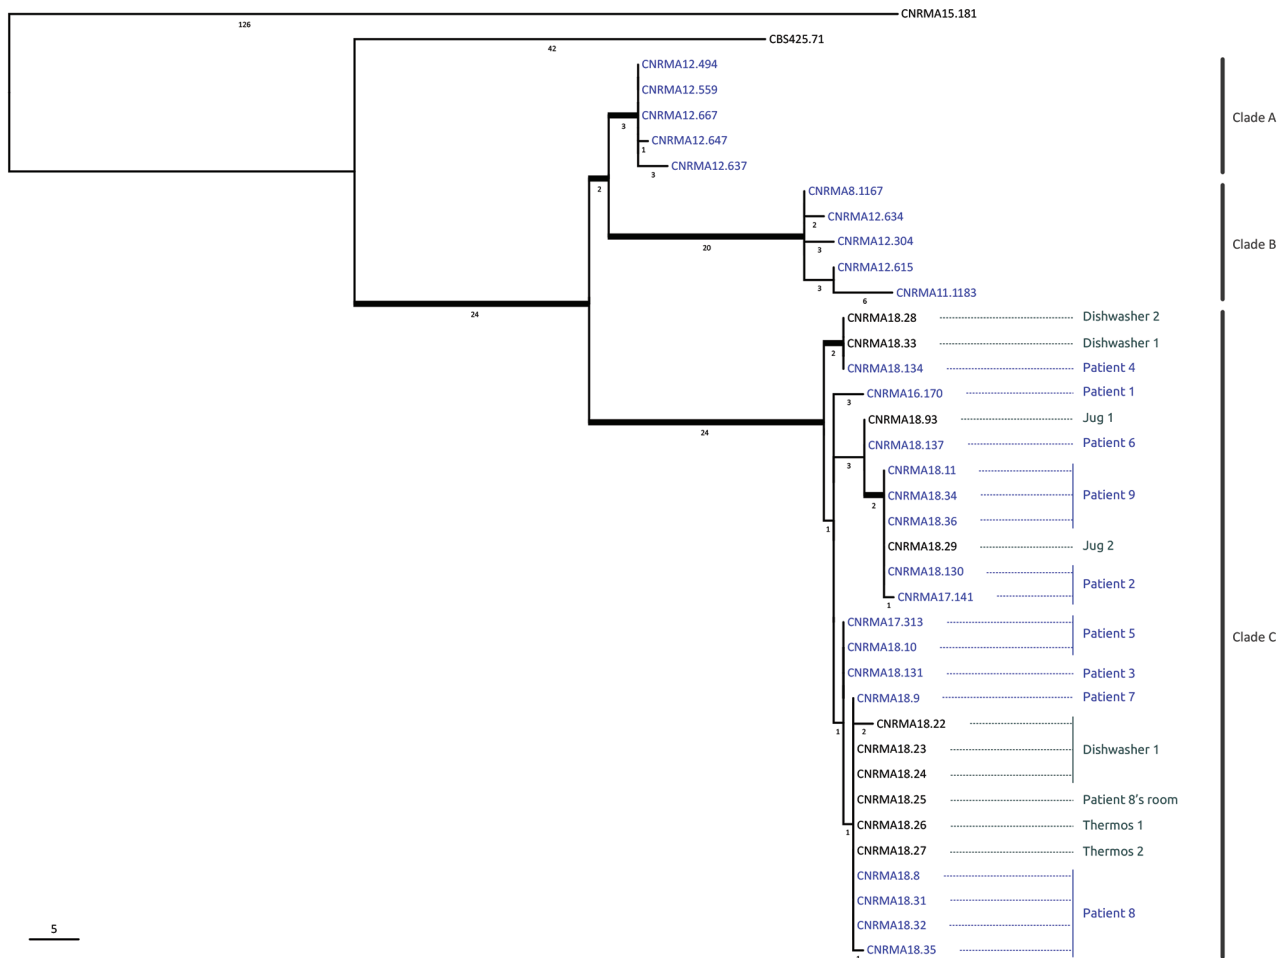 CNRMA15.181
126
CBS425.71
42
CNRMA12.494
CNRMA12.559
CNRMA12.667
3
Clade A
CNRMA12.647
1
CNRMA12.637
3
2
CNRMA8.1167
CNRMA12.634
2
CNRMA12.304
3
20
Clade B
CNRMA12.615
3
CNRMA11.1183
6
24
CNRMA18.28 Dishwasher 2
CNRMA18.33 Dishwasher 1
2
CNRMA18.134 Patient 4
CNRMA16.170 Patient 1
3
CNRMA18.93 Jug 1
24
CNRMA18.137 Patient 6
3
CNRMA18.11
CNRMA18.34 Patient 9
2
CNRMA18.36
1
CNRMA18.29 Jug 2
CNRMA18.130
Patient 2
CNRMA17.141
1
CNRMA17.313
Patient 5
Clade C
CNRMA18.10
CNRMA18.131 Patient 3
CNRMA18.9 Patient 7
CNRMA18.22
1
2
CNRMA18.23 Dishwasher 1
CNRMA18.24
CNRMA18.25 Patient 8's room
CNRMA18.26 Thermos 1
1
CNRMA18.27 Thermos 2
CNRMA18.8
CNRMA18.31
Patient 8
CNRMA18.32
5
CNRMA18.35